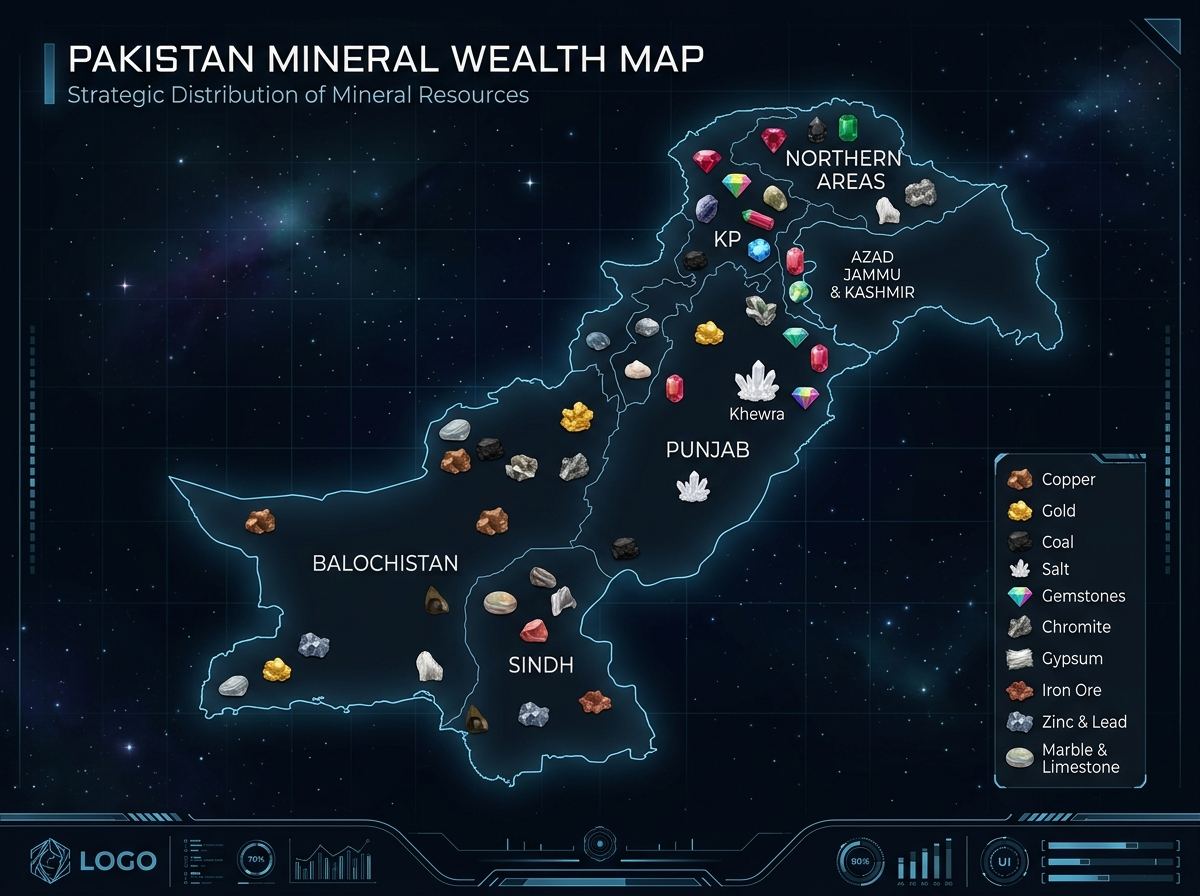 PAKISTAN MINERAL WEALTH MAP
Strategic Distribution of Mineral Resources
NORTHERN
AREAS
KP
AZAD
JAMMU
& KASHMIR
Khewra
PUNJAB
BALOCHISTAN
SINDH
Copper
Gold
Coal
Salt
Gemstones
Chromite
Gypsum
Iron Ore
Zinc & Lead
Marble &
Limestone
LOGO
70%
90%
UI